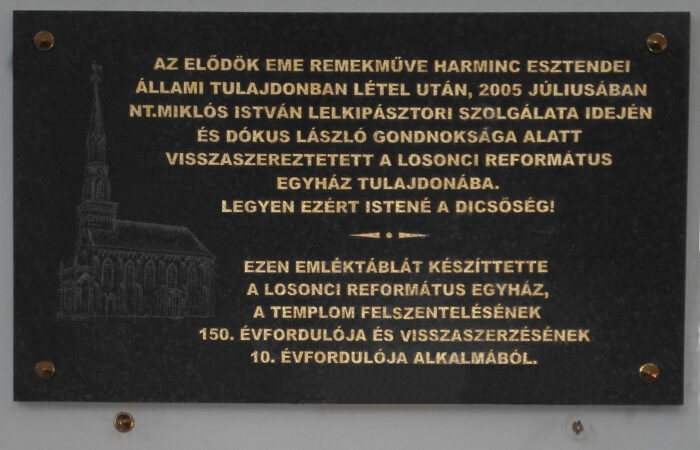 AZ ELŐDÖK EME REMEKMŰVE HARMINC ESZTENDEI
ÁLLAMI TULAJDONBAN LÉTEL UTÁN, 2005 JÚLIUSÁBAN
NT.MIKLÓS ISTVÁN LELKIPÁSZTORI SZOLGÁLATA IDEJÉN
ÉS DÓKUS LÁSZLÓ GONDNOKSÁGA ALATT
VISSZASZEREZTETETT A LOSONCI REFORMÁTUS
EGYHÁZ TULAJDONÁBA.
LEGYEN EZÉRT ISTENÉ A DICSŐSÉG!
EZEN EMLÉKTÁBLÁT KÉSZÍTTETTE
A LOSONCI REFORMÁTUS EGYHÁZ,
A TEMPLOM FELSZENTELÉSÉNEK
150. ÉVFORDULÓJA ÉS VISSZASZERZÉSÉNEK
10. ÉVFORDULÓJA ALKALMÁBÓL.